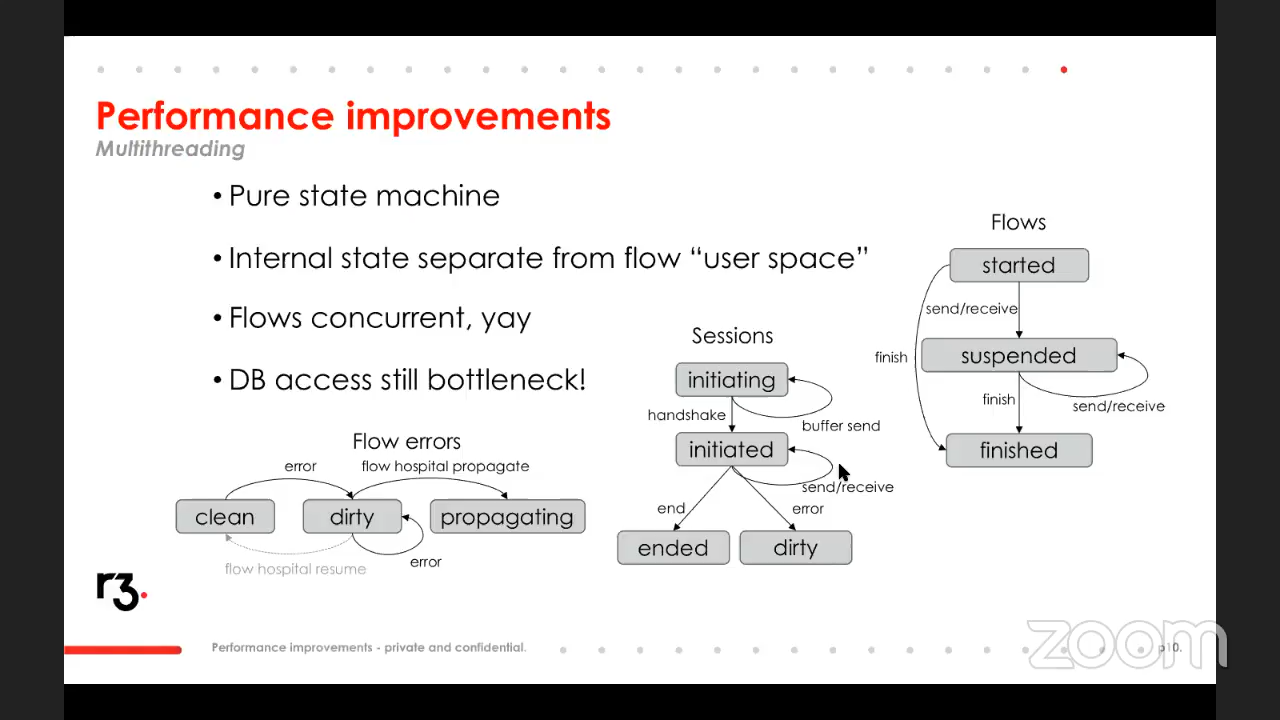 Performance improvements
Multithreading
• Pure state machine
• Internal state separate from flow “user space”
• Flows concurrent, yay
• DB access still bottleneck!
Flow errors
error
flow hospital propagate
clean
dirty
propagating
flow hospital resume
error
Sessions
initiating
handshake
buffer send
initiated
send/receive
end
error
ended
dirty
Flows
started
send/receive
finish
suspended
finish
send/receive
finished
r3.
Performance improvements - private and confidential.
p10.
zoom